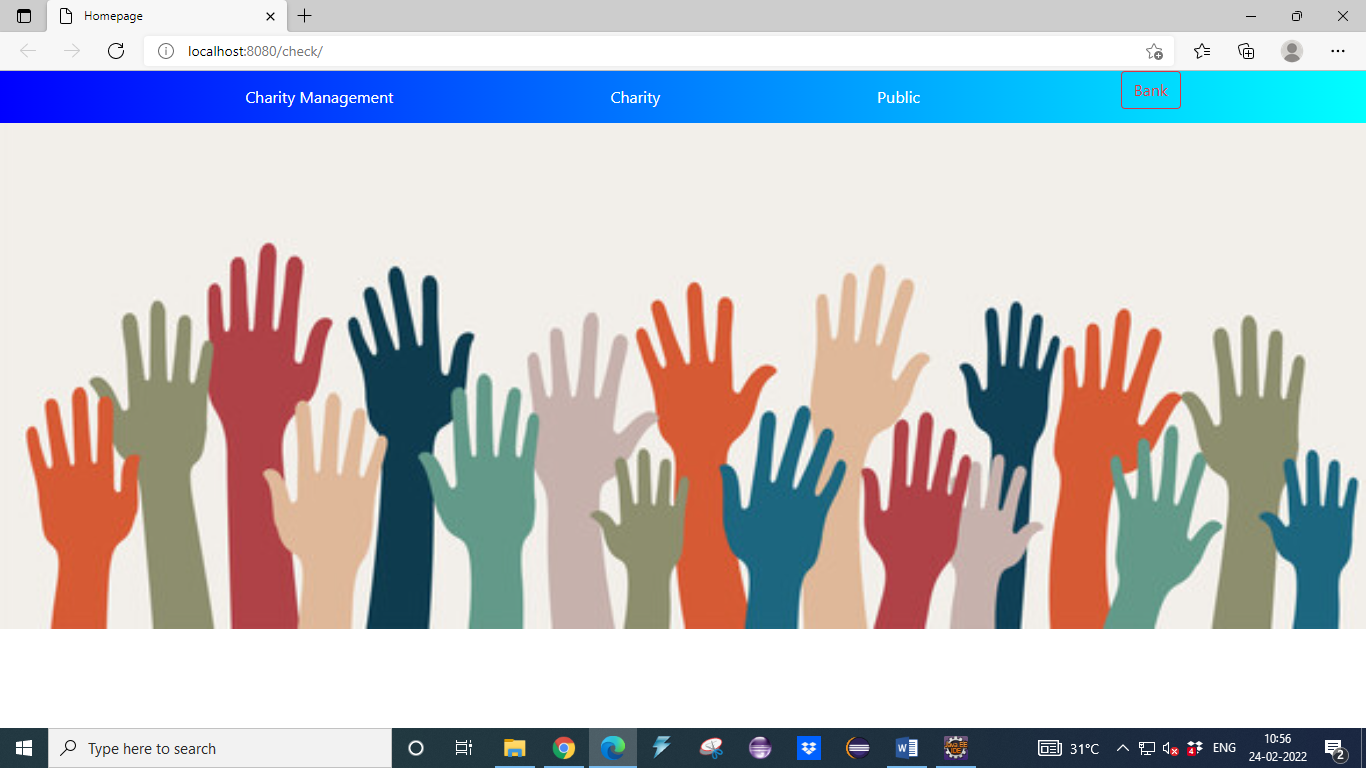 Homepage
localhost:8080/check/
Charity Management Charity Public Bank
Type here to search
31°C
ENG
10:56
24-02-2022
2